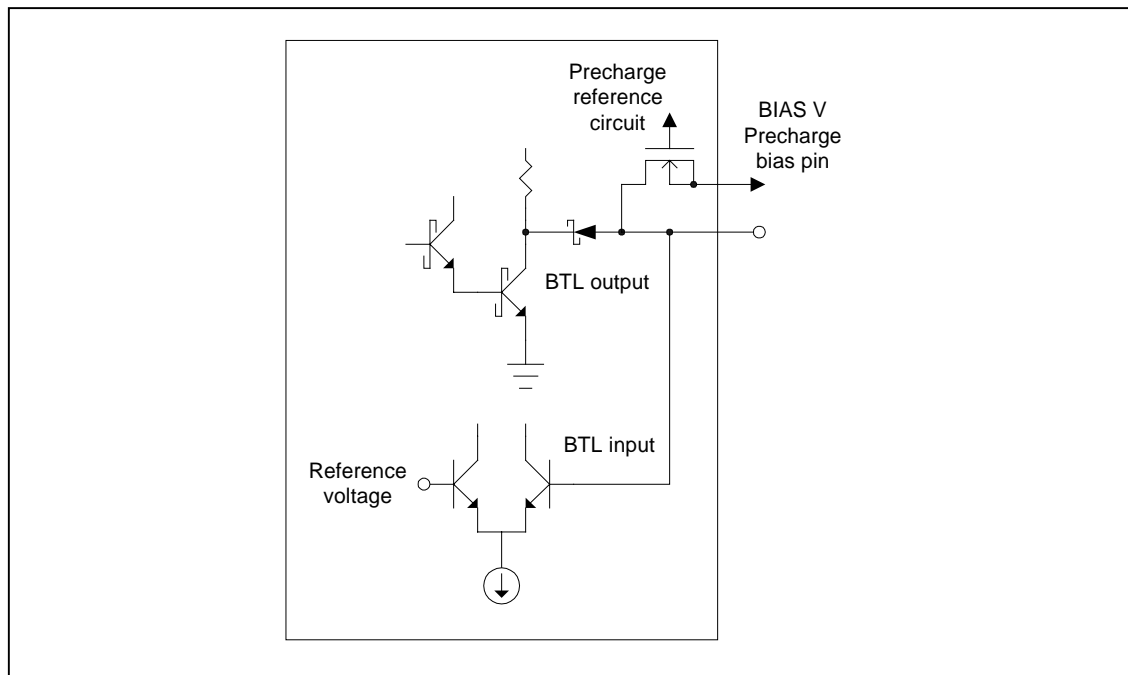 Precharge
reference
circuit
BIAS V
Precharge
bias pin
BTL output
BTL input
Reference
voltage